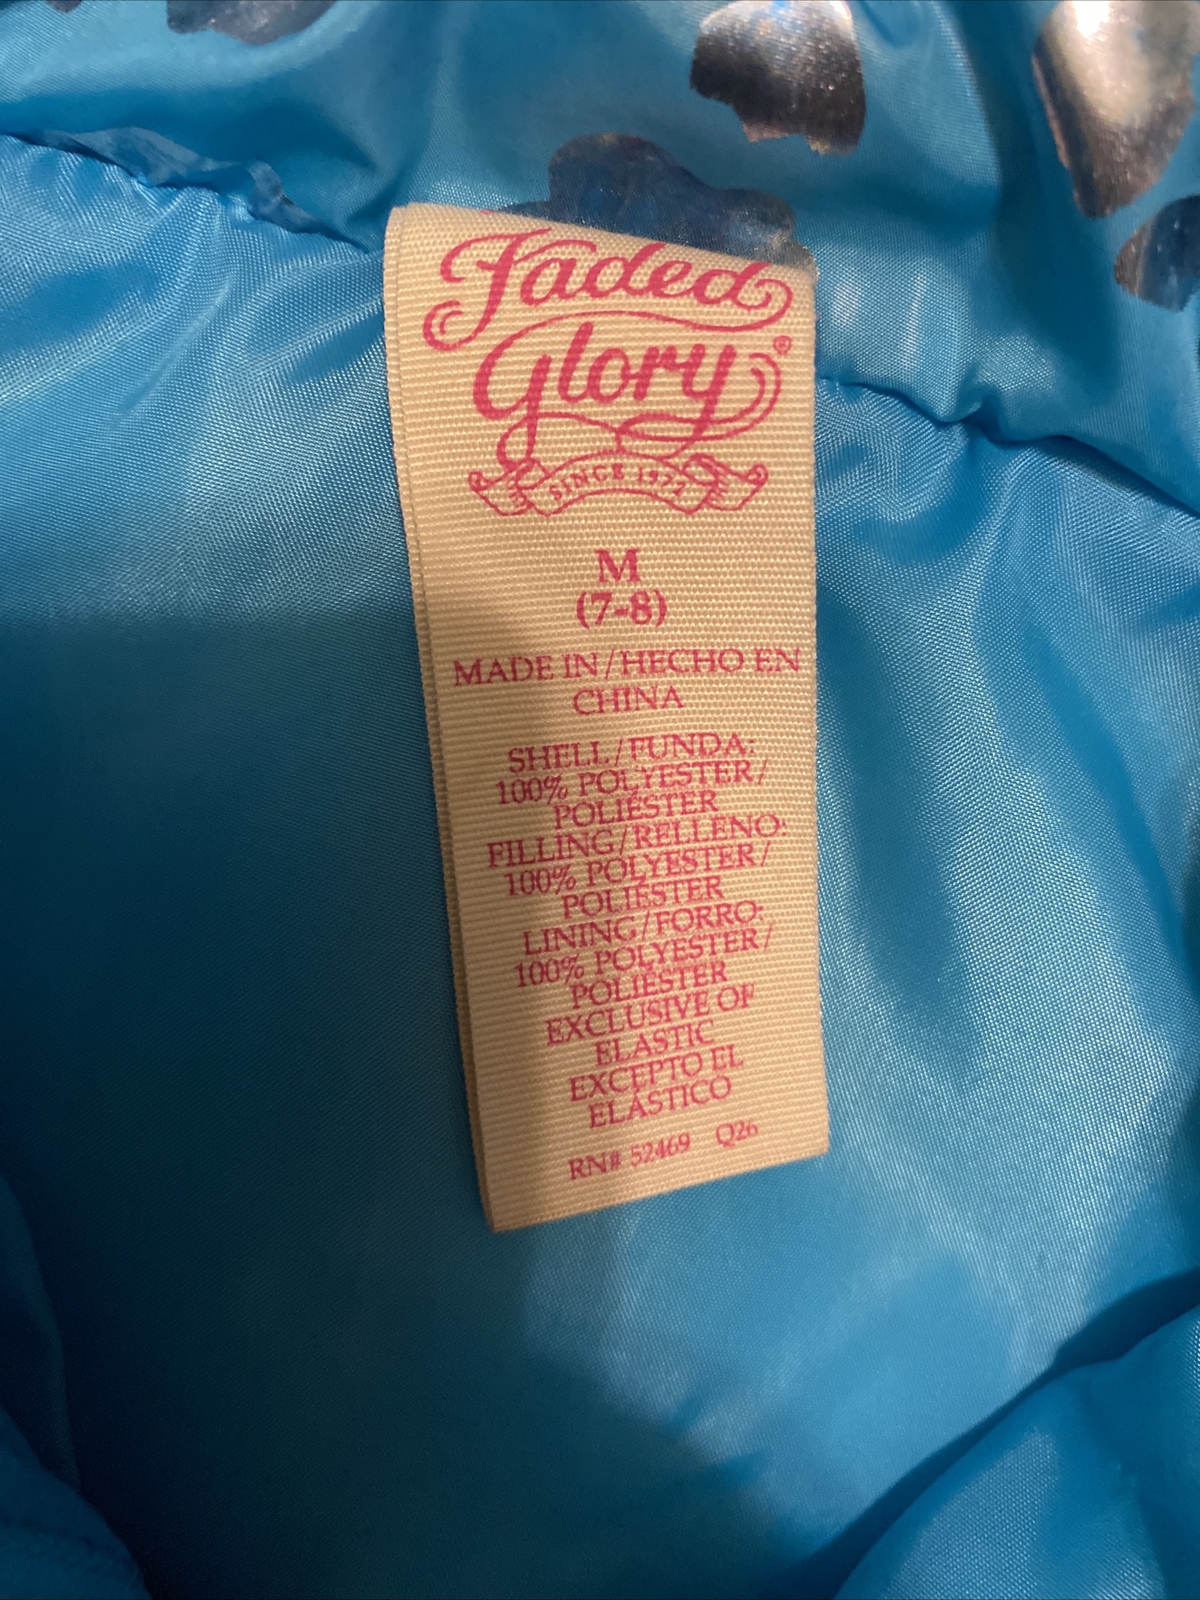 Faded
Glory®
SINCE 1972
M
(7-8)
MADE IN/HECHO EN
CHINA
SHELL/FUNDA:
100% POLYESTER/
POLIÉSTER
FILLING/RELLENO:
100% POLYESTER/
POLIÉSTER
LINING/FORRO:
100% POLYESTER/
POLIÉSTER
EXCLUSIVE OF
ELASTIC
EXCEPTO EL
ELÁSTICO
RN# 52469 Q26